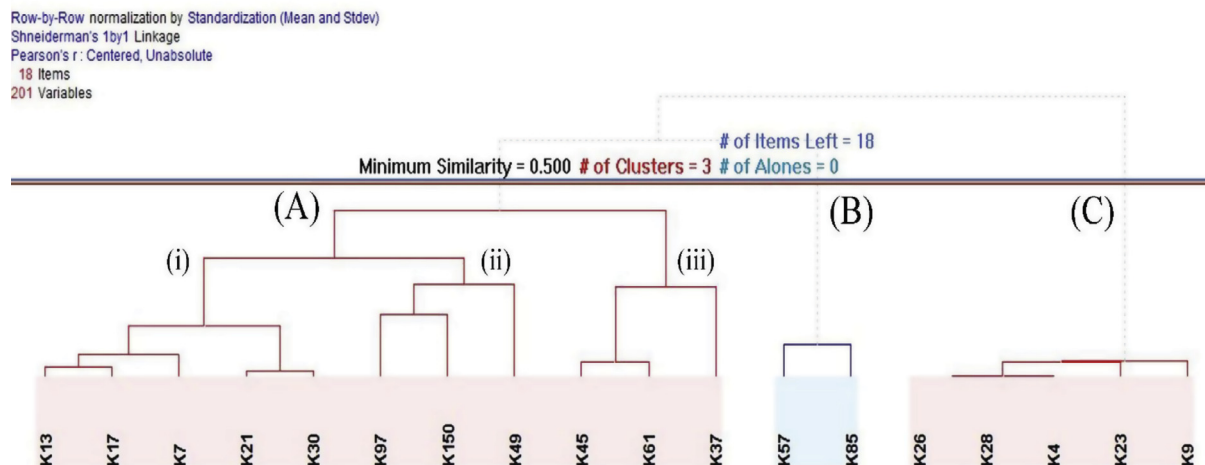 Row-by-Row normalization by Standardization (Mean and Stdev)
Shneiderman's 1by1 Linkage
Pearson's r : Centered, Unabsolute
18 Items
201 Variables
# of Items Left = 18
Minimum Similarity = 0.500 # of Clusters = 3 # of Alones = 0
(A) (B) (C)
(i) (ii) (iii)
K13 K17 K7 K21 K30 K97 K150 K49 K45 K61 K37 K57 K85 K26 K28 K4 K23 K9